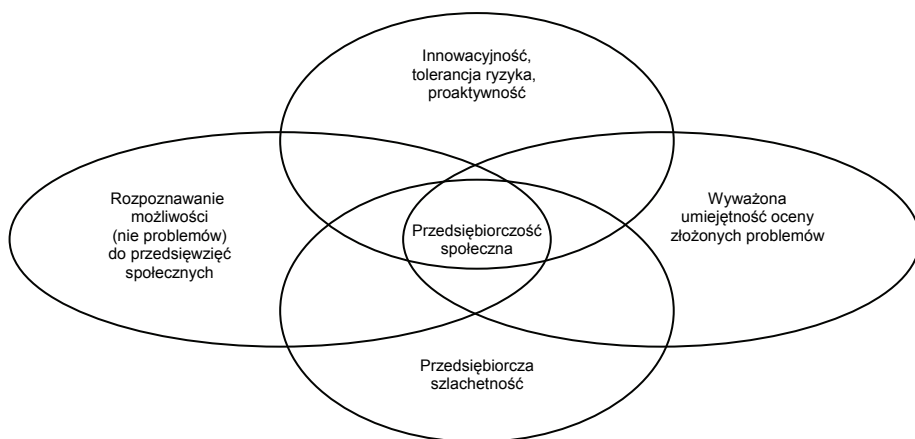 Innowacyjność,
tolerancja ryzyka,
proaktywność
Rozpoznawanie
możliwości
(nie problemów)
do przedsięwzięć
społecznych
Przedsiębiorczość
społeczna
Wyważona
umiejętność oceny
złożonych problemów
Przedsiębiorcza
szlachetność